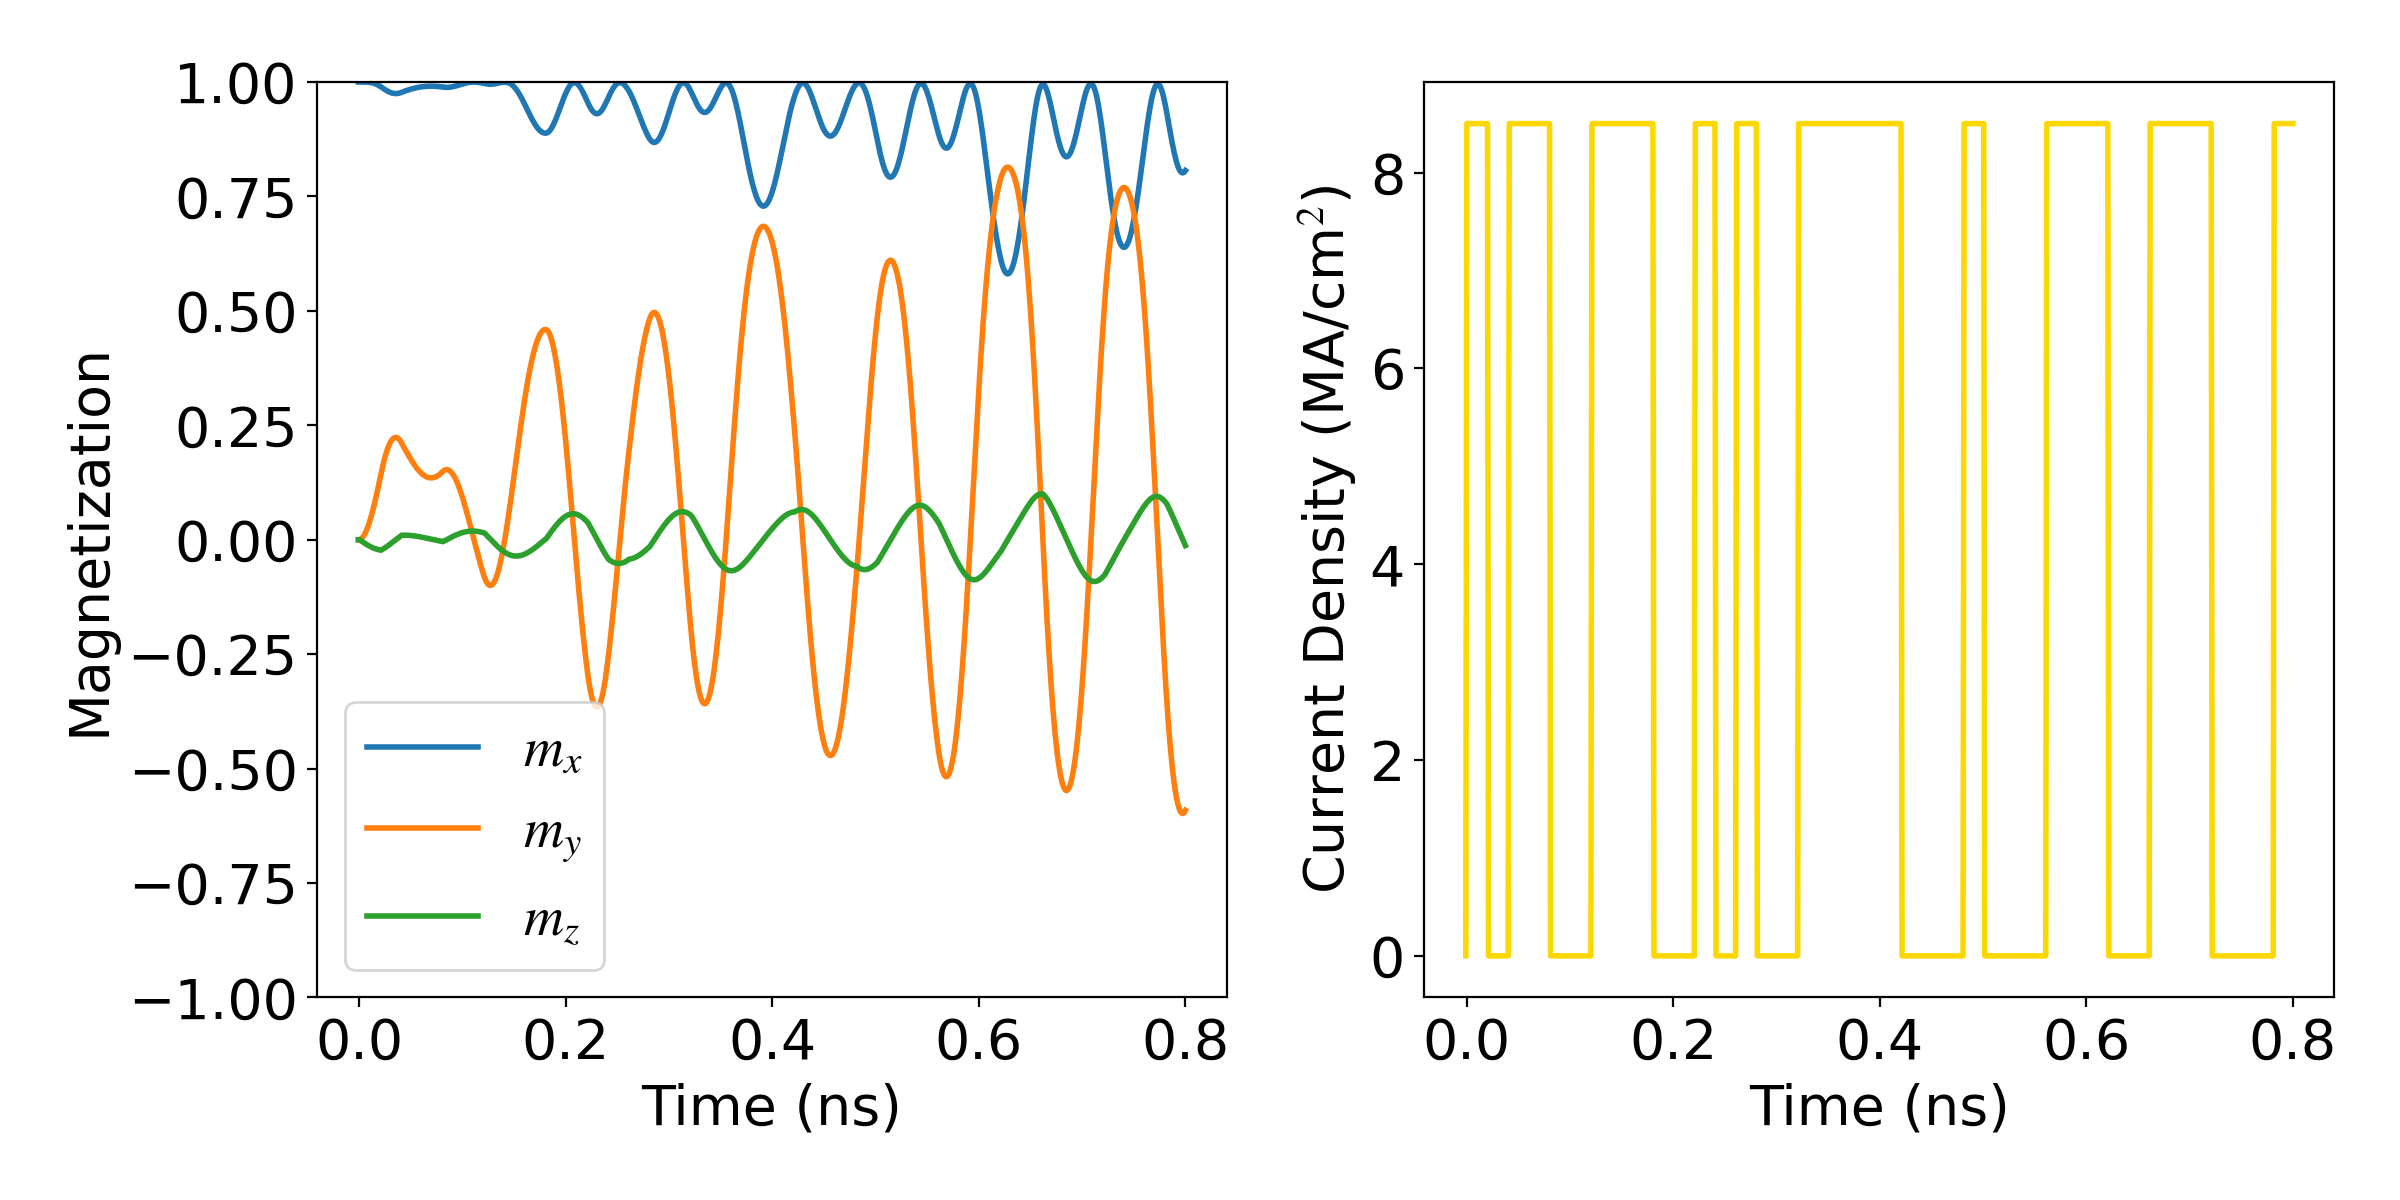 1.00
0.75
0.50
0.25
0.00
−0.25
−0.50
−0.75
−1.00
Magnetization
m_x
m_y
m_z
0.0 0.2 0.4 0.6 0.8
Time (ns)
8
6
4
2
0
Current Density (MA/cm²)
0.0 0.2 0.4 0.6 0.8
Time (ns)